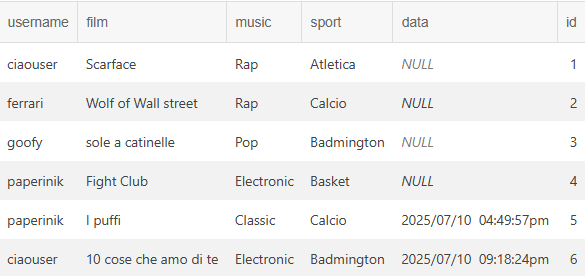 username film music sport data id
ciaouser Scarface Rap Atletica NULL 1
ferrari Wolf of Wall street Rap Calcio NULL 2
goofy sole a catinelle Pop Badmington NULL 3
paperinik Fight Club Electronic Basket NULL 4
paperinik I puffi Classic Calcio 2025/07/10 04:49:57pm 5
ciaouser 10 cose che amo di te Electronic Badmington 2025/07/10 09:18:24pm 6